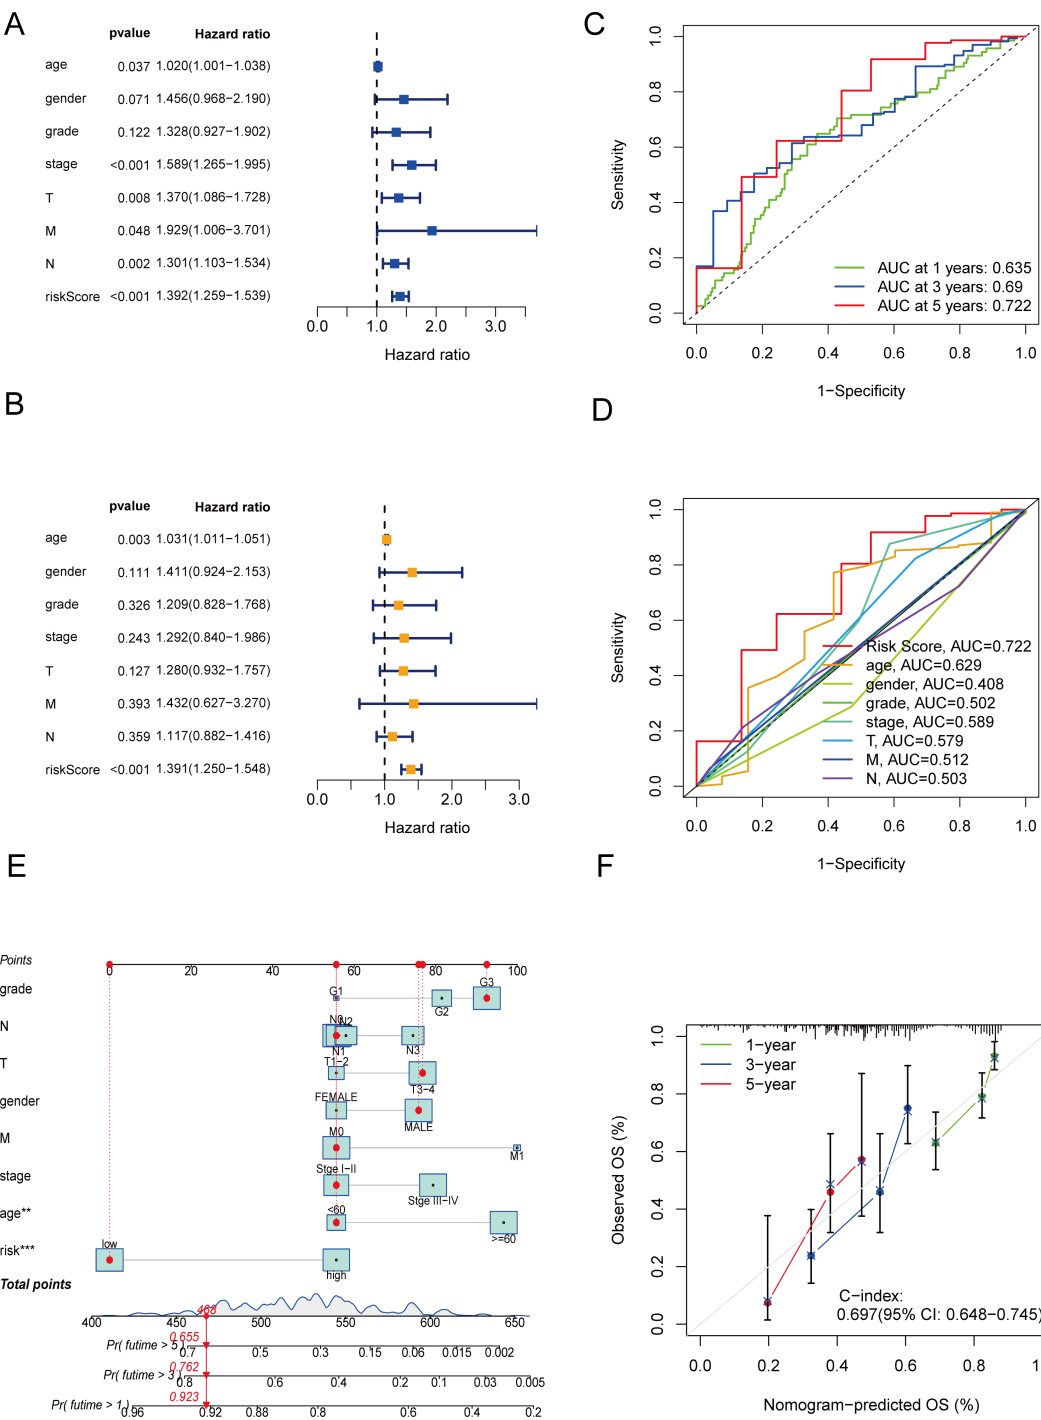 A
pvalue Hazard ratio
age 0.037 1.020(1.001−1.038)
gender 0.071 1.456(0.968−2.190)
grade 0.122 1.328(0.927−1.902)
stage <0.001 1.589(1.265−1.995)
T 0.008 1.370(1.086−1.728)
M 0.048 1.929(1.006−3.701)
N 0.002 1.301(1.103−1.534)
riskScore <0.001 1.392(1.259−1.539)
0.0 1.0 2.0 3.0
Hazard ratio
C
Sensitivity
0.0 0.2 0.4 0.6 0.8 1.0
AUC at 1 years: 0.635
AUC at 3 years: 0.69
AUC at 5 years: 0.722
0.0 0.2 0.4 0.6 0.8 1.0
1−Specificity
B
pvalue Hazard ratio
age 0.003 1.031(1.011−1.051)
gender 0.111 1.411(0.924−2.153)
grade 0.326 1.209(0.828−1.768)
stage 0.243 1.292(0.840−1.986)
T 0.127 1.280(0.932−1.757)
M 0.393 1.432(0.627−3.270)
N 0.359 1.117(0.882−1.416)
riskScore <0.001 1.391(1.250−1.548)
0.0 1.0 2.0 3.0
Hazard ratio
D
Sensitivity
0.0 0.2 0.4 0.6 0.8 1.0
Risk Score, AUC=0.722
age, AUC=0.629
gender, AUC=0.408
grade, AUC=0.502
stage, AUC=0.589
T, AUC=0.579
M, AUC=0.512
N, AUC=0.503
0.0 0.2 0.4 0.6 0.8 1.0
1−Specificity
E
Points
0 20 40 60 80 100
grade
G1 G2 G3
N
N0 N2
N1 N3
T
T1−2 T3−4
gender
FEMALE MALE
M
M0 M1
stage
Stge I−II Stge III−IV
age**
<60 >=60
risk***
low high
Total points
468
400 450 500 550 600 650
0.655
Pr( futime > 5 )
0.7 0.5 0.3 0.15 0.06 0.015 0.002
0.762
Pr( futime > 3 )
0.8 0.6 0.4 0.2 0.1 0.03 0.005
0.923
Pr( futime > 1 )
0.96 0.92 0.88 0.8 0.6 0.4 0.2
F
Observed OS (%)
0.0 0.2 0.4 0.6 0.8 1.0
1−year
3−year
5−year
C−index:
0.697(95% CI: 0.648−0.745)
0.0 0.2 0.4 0.6 0.8 1.0
Nomogram−predicted OS (%)